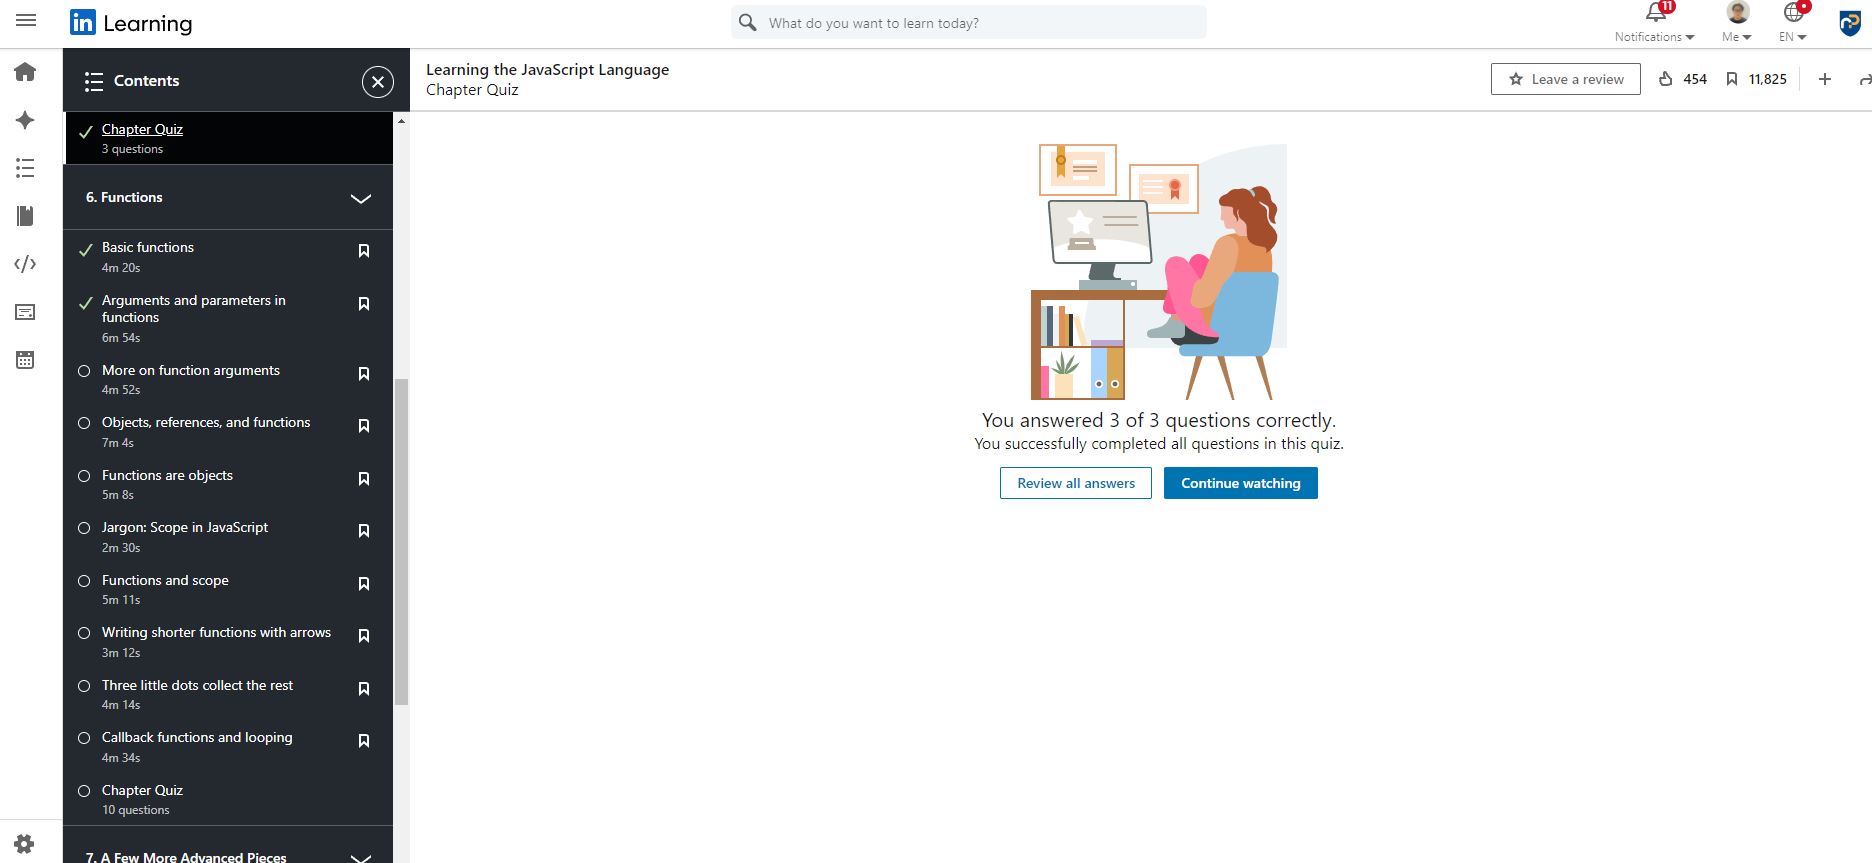 in Learning
What do you want to learn today?
11
Notifications
Me
EN
Contents
Chapter Quiz
3 questions
6. Functions
Basic functions
4m 20s
Arguments and parameters in
functions
6m 54s
More on function arguments
4m 52s
Objects, references, and functions
7m 4s
Functions are objects
5m 8s
Jargon: Scope in JavaScript
2m 30s
Functions and scope
5m 11s
Writing shorter functions with arrows
3m 12s
Three little dots collect the rest
4m 14s
Callback functions and looping
4m 34s
Chapter Quiz
10 questions
7. A Few More Advanced Pieces
Learning the JavaScript Language
Chapter Quiz
Leave a review
454
11,825
You answered 3 of 3 questions correctly.
You successfully completed all questions in this quiz.
Review all answers
Continue watching